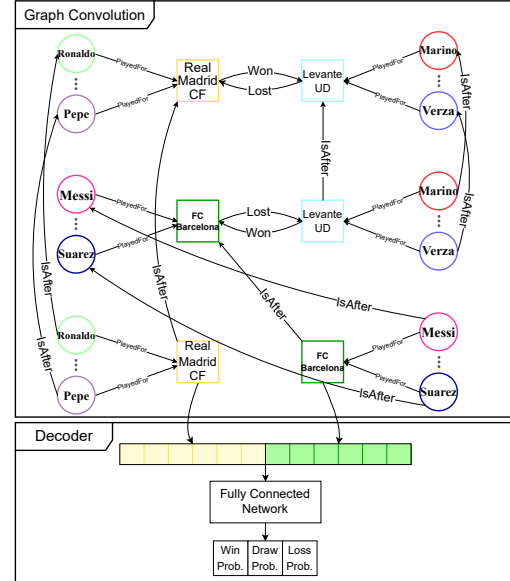 Graph Convolution
Ronaldo
PlayedFor
Real
Madrid
CF
Won
Lost
Levante
UD
PlayedFor
Marino
Pepe
PlayedFor
PlayedFor
Verza
IsAfter
IsAfter
Messi
PlayedFor
FC
Barcelona
Lost
Won
Levante
UD
PlayedFor
Marino
Suarez
PlayedFor
PlayedFor
Verza
IsAfter
IsAfter
IsAfter
IsAfter
IsAfter
IsAfter
IsAfter
Ronaldo
PlayedFor
Real
Madrid
CF
FC
Barcelona
PlayedFor
Messi
Pepe
PlayedFor
PlayedFor
Suarez
Decoder
Fully Connected
Network
Win
Prob.
Draw
Prob.
Loss
Prob.